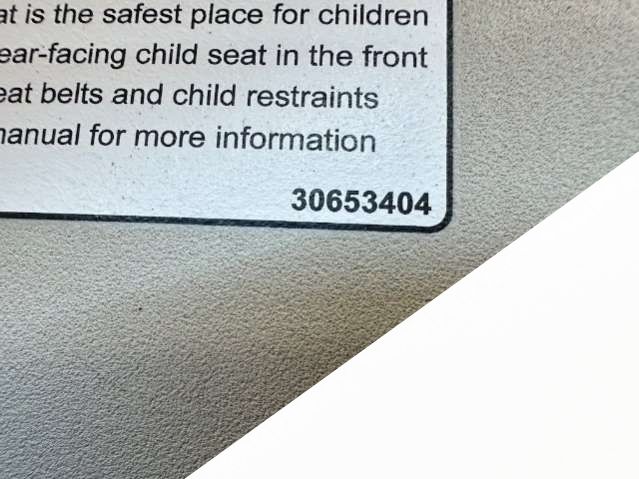 at is the safest place for children
ear-facing child seat in the front
eat belts and child restraints
anual for more information
30653404